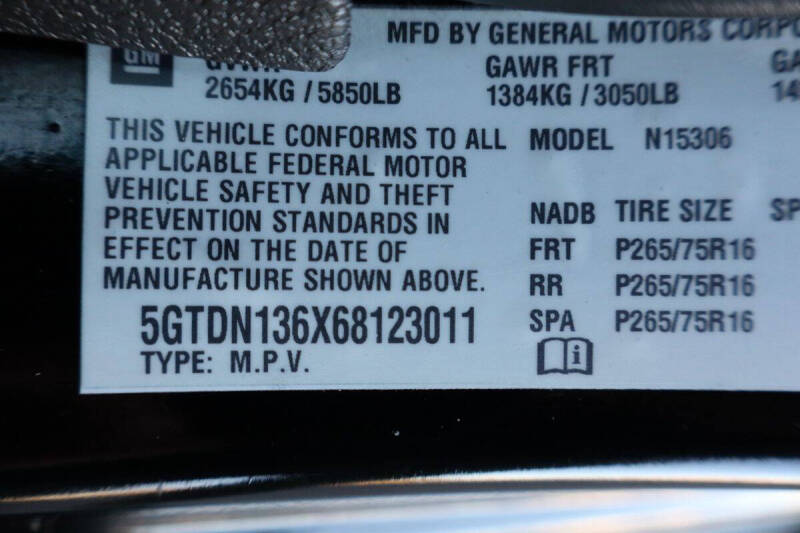 MFD BY GENERAL MOTORS
GM
2654KG / 5850LB
GAWR FRT
1384KG / 3050LB
THIS VEHICLE CONFORMS TO ALL
APPLICABLE FEDERAL MOTOR
VEHICLE SAFETY AND THEFT
PREVENTION STANDARDS IN
EFFECT ON THE DATE OF
MANUFACTURE SHOWN ABOVE.
5GTDN136X68123011
TYPE: M.P.V.
MODEL N15306
NADB TIRE SIZE SP
FRT P265/75R16
RR P265/75R16
SPA P265/75R16
i